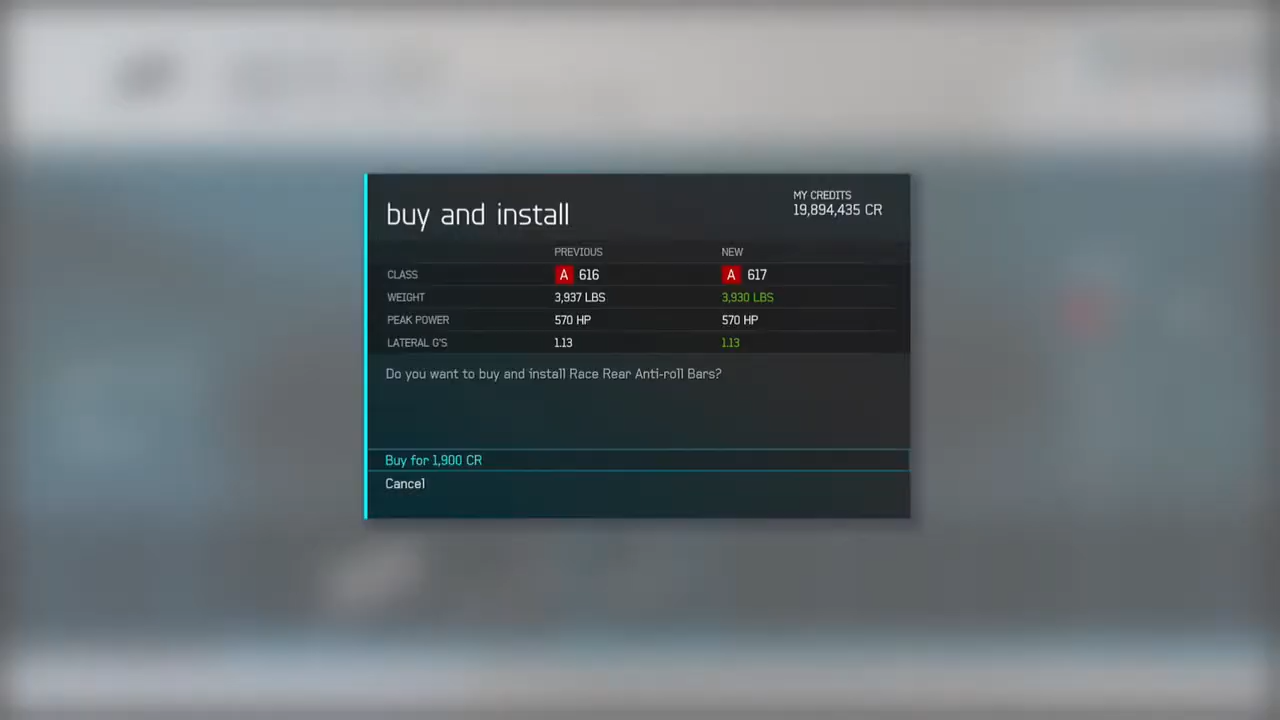 buy and install
MY CREDITS
19,894,435 CR
PREVIOUS NEW
CLASS A 616 A 617
WEIGHT 3,937 LBS 3,930 LBS
PEAK POWER 570 HP 570 HP
LATERAL G'S 1.13 1.13
Do you want to buy and install Race Rear Anti-roll Bars?
Buy for 1,900 CR
Cancel